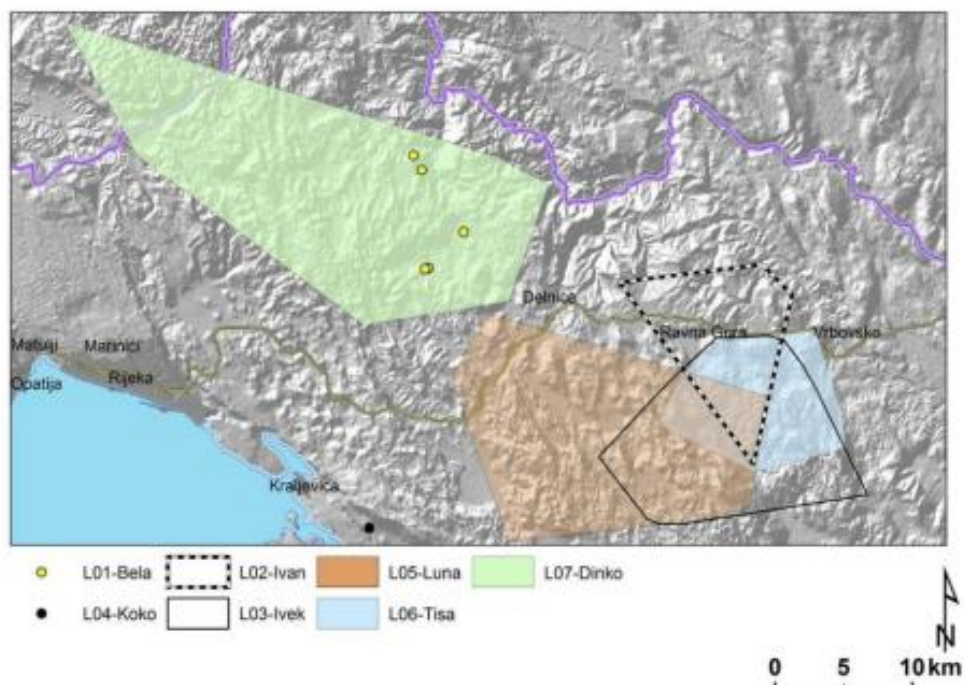 Delnice
Ravna Gora
Vrbovsko
Matulji
Marinići
Opatija
Rijeka
Kraljevica
L01-Bela
L02-Ivan
L05-Luna
L07-Dinko
L04-Koko
L03-Ivek
L06-Tisa
N
0 5 10 km